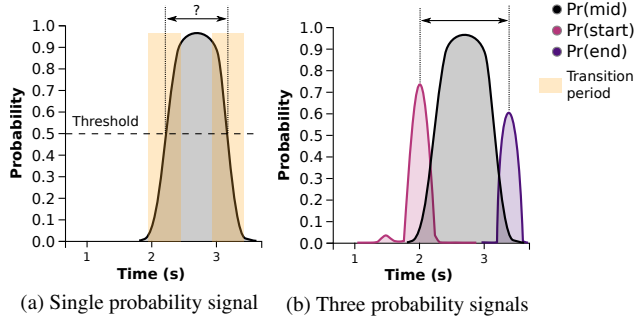 ?
1.0
0.9
0.8
0.7
0.6
0.5
0.4
0.3
0.2
0.1
0.0
Probability
Threshold
1
2
3
Time (s)
(a) Single probability signal
1.0
0.9
0.8
0.7
0.6
0.5
0.4
0.3
0.2
0.1
0.0
Probability
1
2
3
Time (s)
(b) Three probability signals
Pr(mid)
Pr(start)
Pr(end)
Transition
period